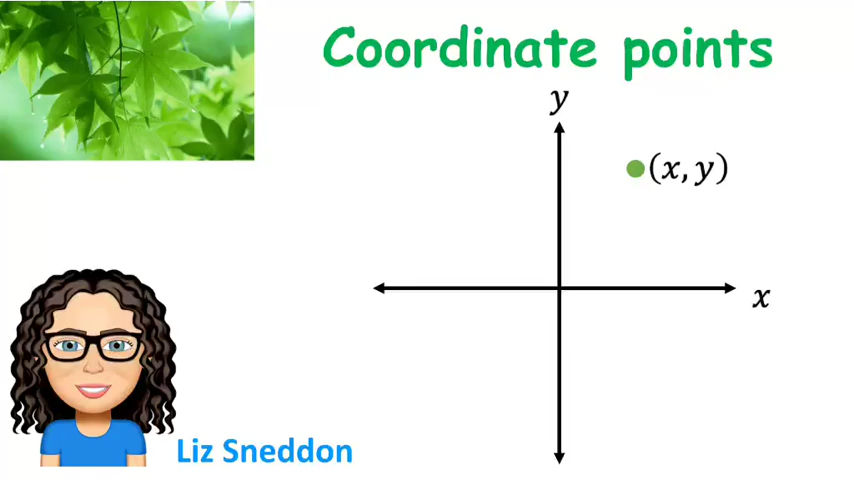 Coordinate points
y
(x, y)
x
Liz Sneddon